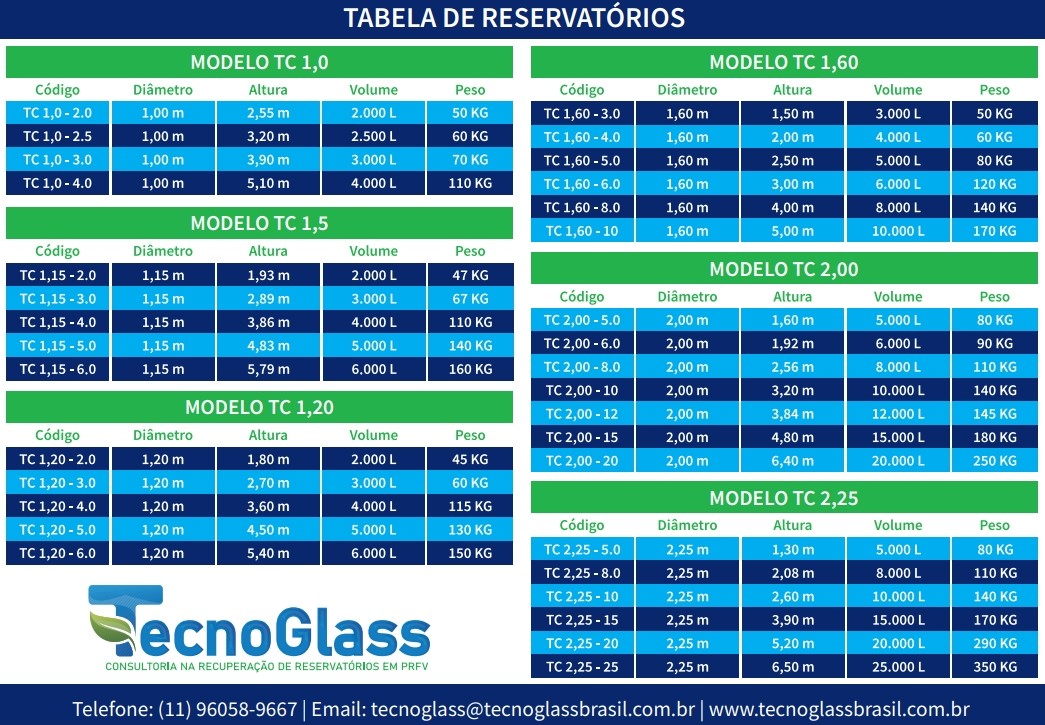 TABELA DE RESERVATÓRIOS
MODELO TC 1,0
Código Diâmetro Altura Volume Peso
TC 1,0 - 2.0 1,00 m 2,55 m 2.000 L 50 KG
TC 1,0 - 2.5 1,00 m 3,20 m 2.500 L 60 KG
TC 1,0 - 3.0 1,00 m 3,90 m 3.000 L 70 KG
TC 1,0 - 4.0 1,00 m 5,10 m 4.000 L 110 KG
MODELO TC 1,5
Código Diâmetro Altura Volume Peso
TC 1,15 - 2.0 1,15 m 1,93 m 2.000 L 47 KG
TC 1,15 - 3.0 1,15 m 2,89 m 3.000 L 67 KG
TC 1,15 - 4.0 1,15 m 3,86 m 4.000 L 110 KG
TC 1,15 - 5.0 1,15 m 4,83 m 5.000 L 140 KG
TC 1,15 - 6.0 1,15 m 5,79 m 6.000 L 160 KG
MODELO TC 1,20
Código Diâmetro Altura Volume Peso
TC 1,20 - 2.0 1,20 m 1,80 m 2.000 L 45 KG
TC 1,20 - 3.0 1,20 m 2,70 m 3.000 L 60 KG
TC 1,20 - 4.0 1,20 m 3,60 m 4.000 L 115 KG
TC 1,20 - 5.0 1,20 m 4,50 m 5.000 L 130 KG
TC 1,20 - 6.0 1,20 m 5,40 m 6.000 L 150 KG
TecnoGlass
CONSULTORIA NA RECUPERAÇÃO DE RESERVATÓRIOS EM PRFV
MODELO TC 1,60
Código Diâmetro Altura Volume Peso
TC 1,60 - 3.0 1,60 m 1,50 m 3.000 L 50 KG
TC 1,60 - 4.0 1,60 m 2,00 m 4.000 L 60 KG
TC 1,60 - 5.0 1,60 m 2,50 m 5.000 L 80 KG
TC 1,60 - 6.0 1,60 m 3,00 m 6.000 L 120 KG
TC 1,60 - 8.0 1,60 m 4,00 m 8.000 L 140 KG
TC 1,60 - 10 1,60 m 5,00 m 10.000 L 170 KG
MODELO TC 2,00
Código Diâmetro Altura Volume Peso
TC 2,00 - 5.0 2,00 m 1,60 m 5.000 L 80 KG
TC 2,00 - 6.0 2,00 m 1,92 m 6.000 L 90 KG
TC 2,00 - 8.0 2,00 m 2,56 m 8.000 L 110 KG
TC 2,00 - 10 2,00 m 3,20 m 10.000 L 140 KG
TC 2,00 - 12 2,00 m 3,84 m 12.000 L 145 KG
TC 2,00 - 15 2,00 m 4,80 m 15.000 L 180 KG
TC 2,00 - 20 2,00 m 6,40 m 20.000 L 250 KG
MODELO TC 2,25
Código Diâmetro Altura Volume Peso
TC 2,25 - 5.0 2,25 m 1,30 m 5.000 L 80 KG
TC 2,25 - 8.0 2,25 m 2,08 m 8.000 L 110 KG
TC 2,25 - 10 2,25 m 2,60 m 10.000 L 140 KG
TC 2,25 - 15 2,25 m 3,90 m 15.000 L 170 KG
TC 2,25 - 20 2,25 m 5,20 m 20.000 L 290 KG
TC 2,25 - 25 2,25 m 6,50 m 25.000 L 350 KG
Telefone: (11) 96058-9667 | Email: tecnoglass@tecnoglassbrasil.com.br | www.tecnoglassbrasil.com.br